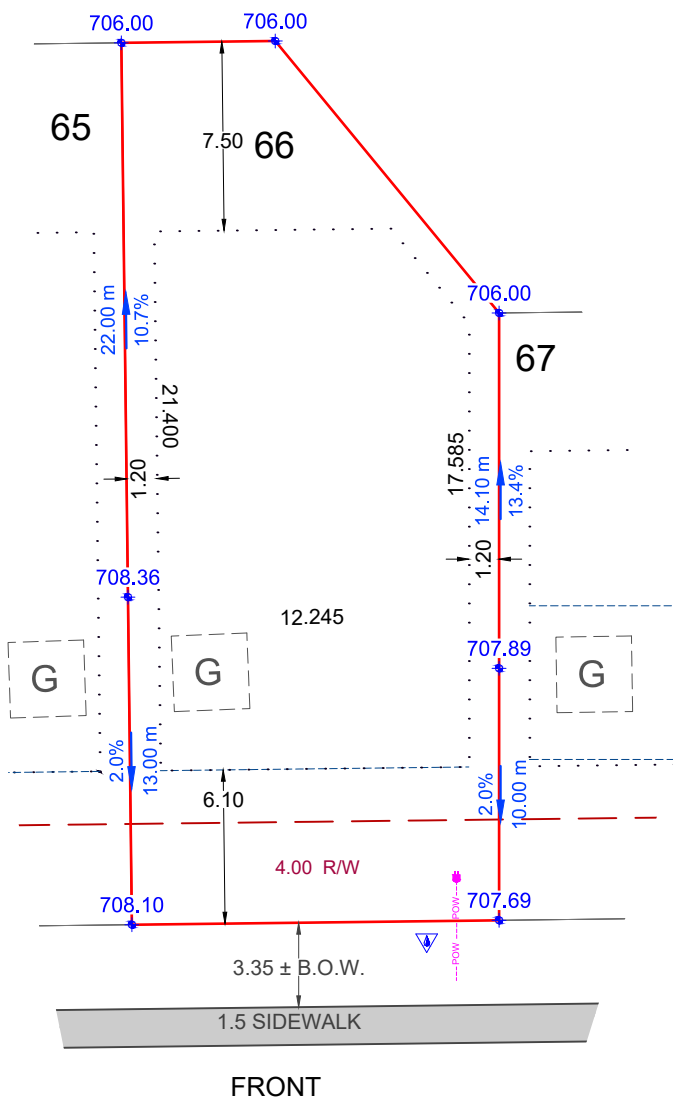 706.00
706.00
65
7.50
66
706.00
22.00 m
10.7%
67
21.400
17.585
14.10 m
13.4%
1.20
1.20
708.36
12.245
707.89
G
G
G
2.0%
13.00 m
6.10
2.0%
10.00 m
4.00 R/W
POW
POW
708.10
707.69
3.35 ± B.O.W.
1.5 SIDEWALK
FRONT